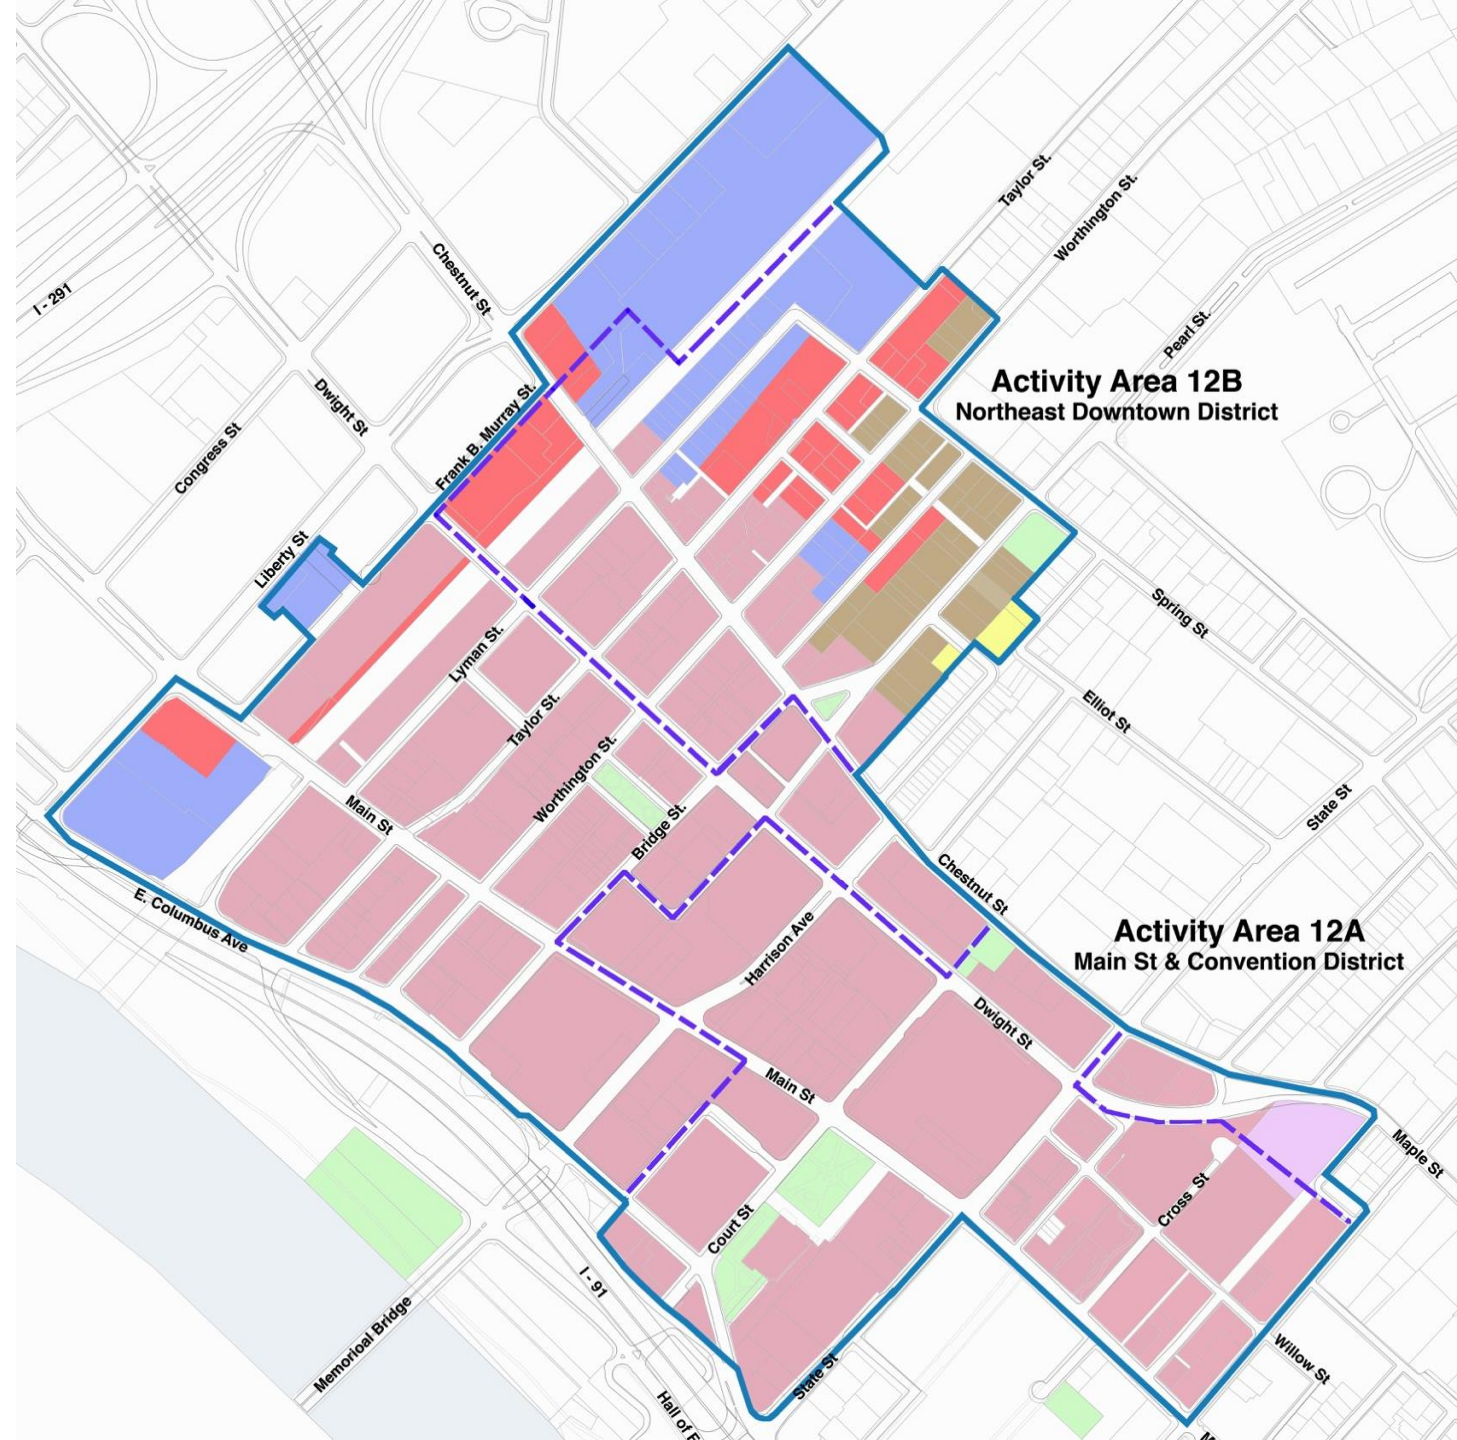 Taylor St.
Worthington St.
Chestnut St
I - 291
Pearl St.
Activity Area 12B
Northeast Downtown District
Dwight St
Frank B. Murray St.
Congress St
Liberty St
Spring St
Lyman St.
Elliot St
Taylor St.
Worthington St.
State St
Main St
Bridge St.
Chestnut St
E. Columbus Ave
Harrison Ave
Activity Area 12A
Main St & Convention District
Dwight St
Main St
Maple St
Cross St
Court St
I - 91
Memorioal Bridge
Willow St
State St
Hall of